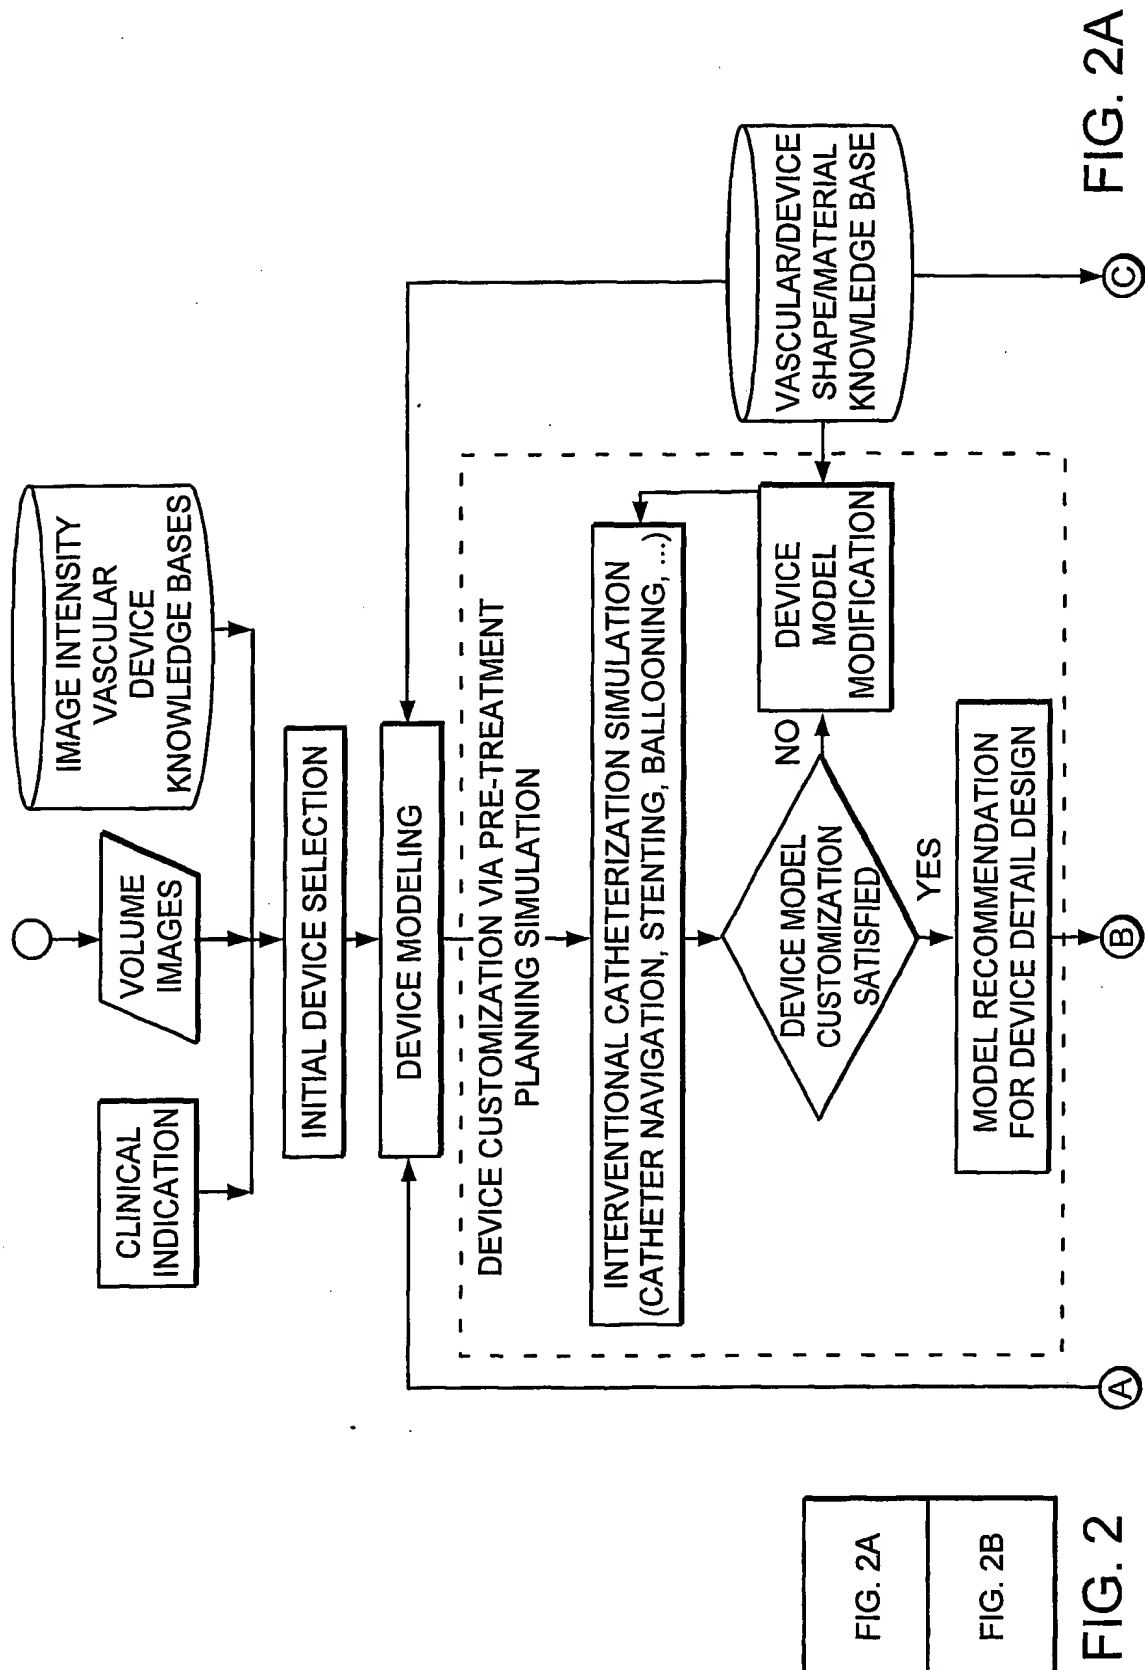 CLINICAL
INDICATION
VOLUME
IMAGES
IMAGE INTENSITY
VASCULAR
DEVICE
KNOWLEDGE BASES
INITIAL DEVICE SELECTION
DEVICE MODELING
DEVICE CUSTOMIZATION VIA PRE-TREATMENT
PLANNING SIMULATION
INTERVENTIONAL CATHETERIZATION SIMULATION
(CATHETER NAVIGATION, STENTING, BALLOONING, ...)
DEVICE MODEL
CUSTOMIZATION
SATISFIED
NO
YES
DEVICE
MODEL
MODIFICATION
VASCULAR/DEVICE
SHAPE/MATERIAL
KNOWLEDGE BASE
MODEL RECOMMENDATION
FOR DEVICE DETAIL DESIGN
A
B
C
FIG. 2A
FIG. 2A
FIG. 2B
FIG. 2